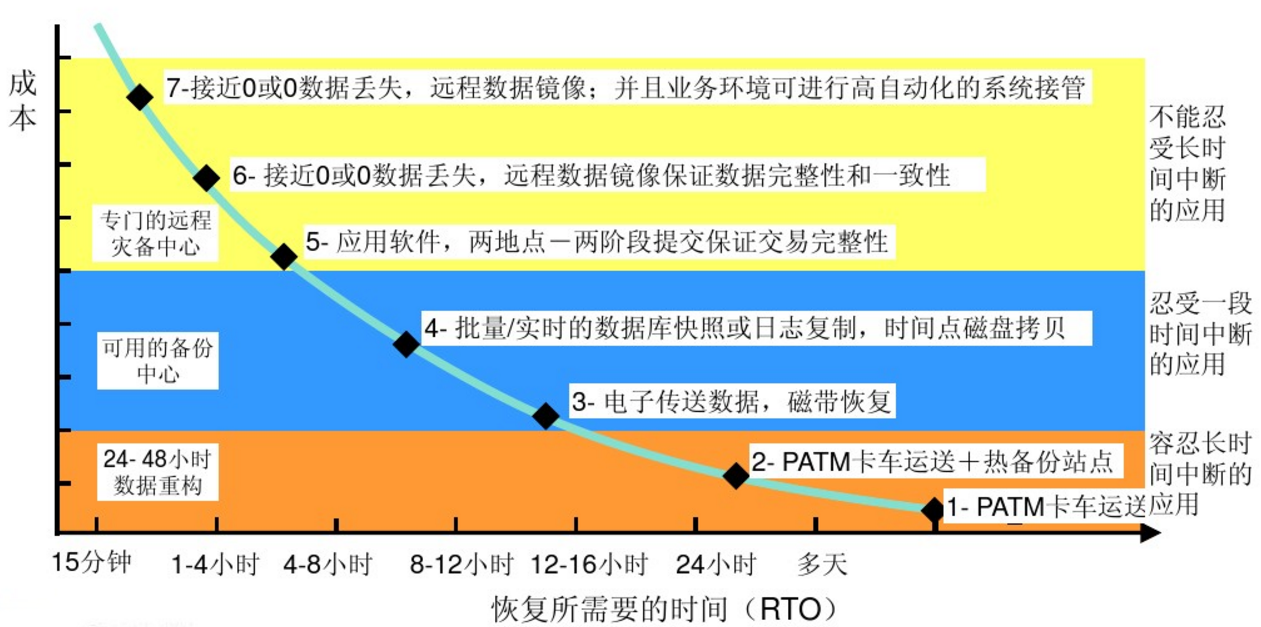 成
本
7-接近0或0数据丢失，远程数据镜像；并且业务环境可进行高自动化的系统接管
不能忍
受长时
间中断
的应用
6- 接近0或0数据丢失，远程数据镜像保证数据完整性和一致性
专门的远程
灾备中心
5- 应用软件，两地点－两阶段提交保证交易完整性
4- 批量/实时的数据库快照或日志复制，时间点磁盘拷贝
忍受一段
时间中断
的应用
可用的备份
中心
3- 电子传送数据，磁带恢复
24- 48小时
数据重构
2- PATM卡车运送＋热备份站点
容忍长时
间中断的
应用
1- PATM卡车运送
15分钟 1-4小时 4-8小时 8-12小时 12-16小时 24小时 多天
恢复所需要的时间（RTO）